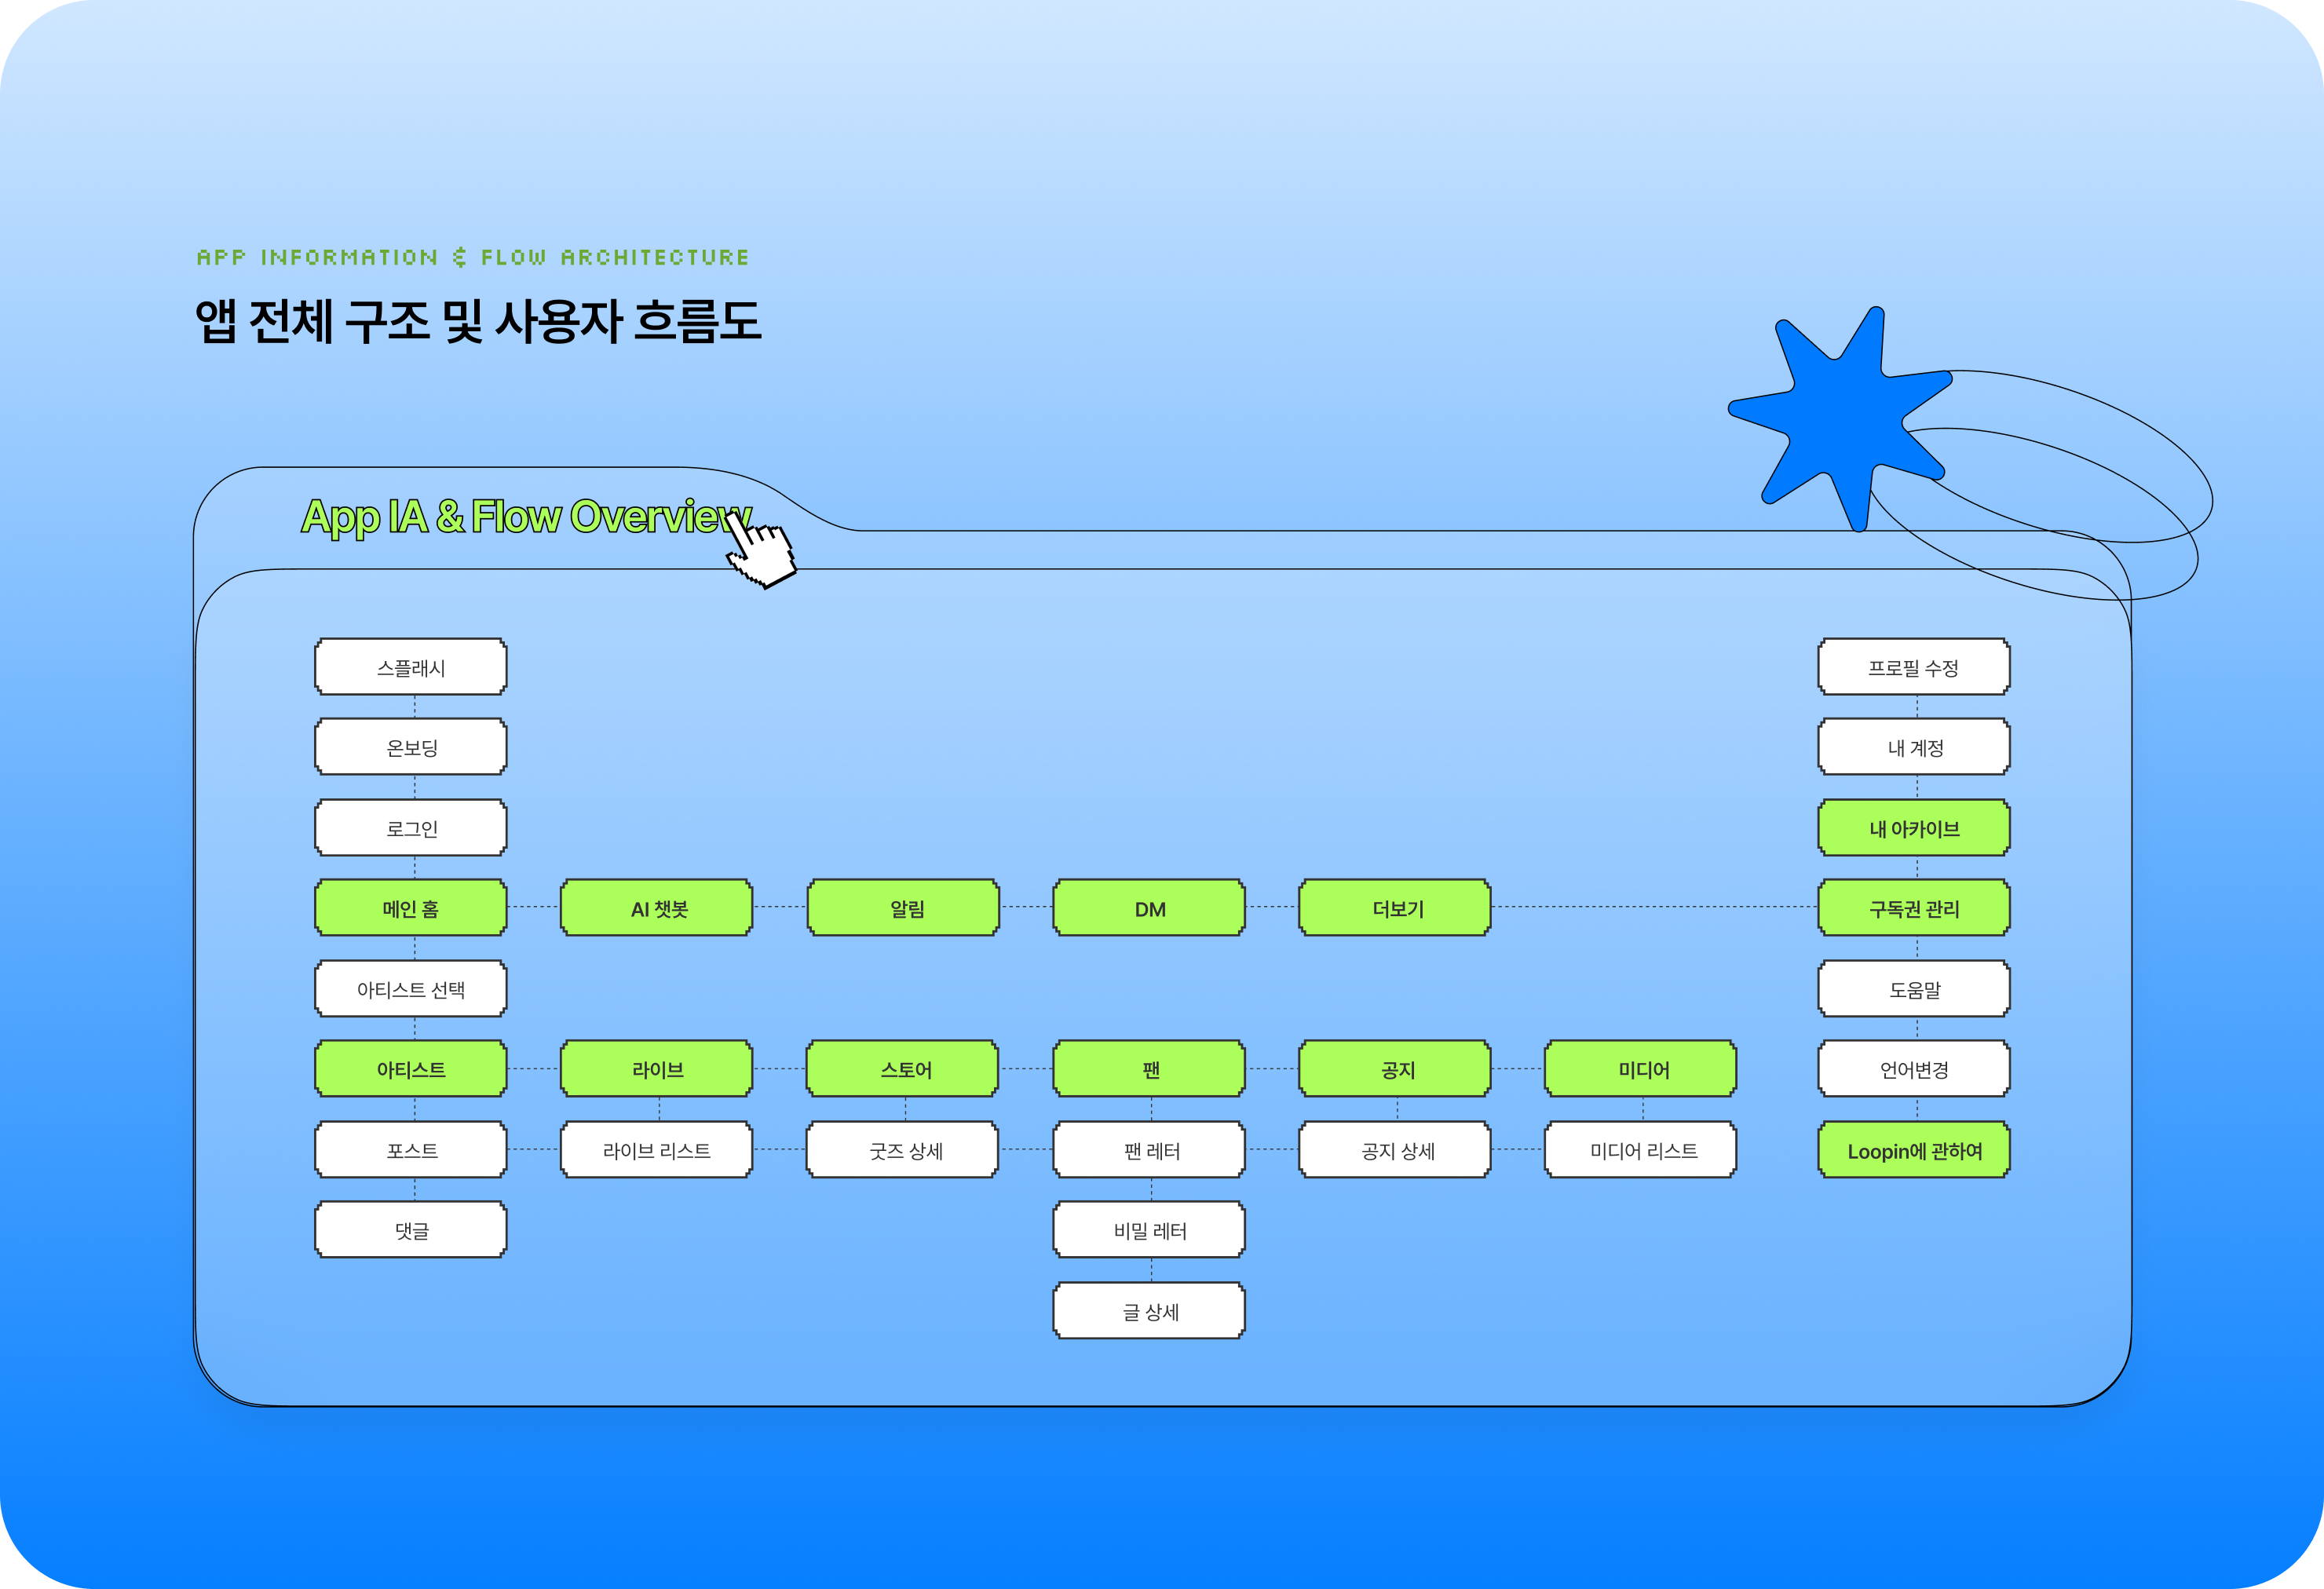 APP INFORMATION & FLOW ARCHITECTURE
앱 전체 구조 및 사용자 흐름도
App IA & Flow Overview
스플래시
프로필 수정
온보딩
내 계정
로그인
내 아카이브
메인 홈
AI 챗봇
알림
DM
더보기
구독권 관리
아티스트 선택
도움말
아티스트
라이브
스토어
팬
공지
미디어
언어변경
포스트
라이브 리스트
굿즈 상세
팬 레터
공지 상세
미디어 리스트
Loopin에 관하여
댓글
비밀 레터
글 상세